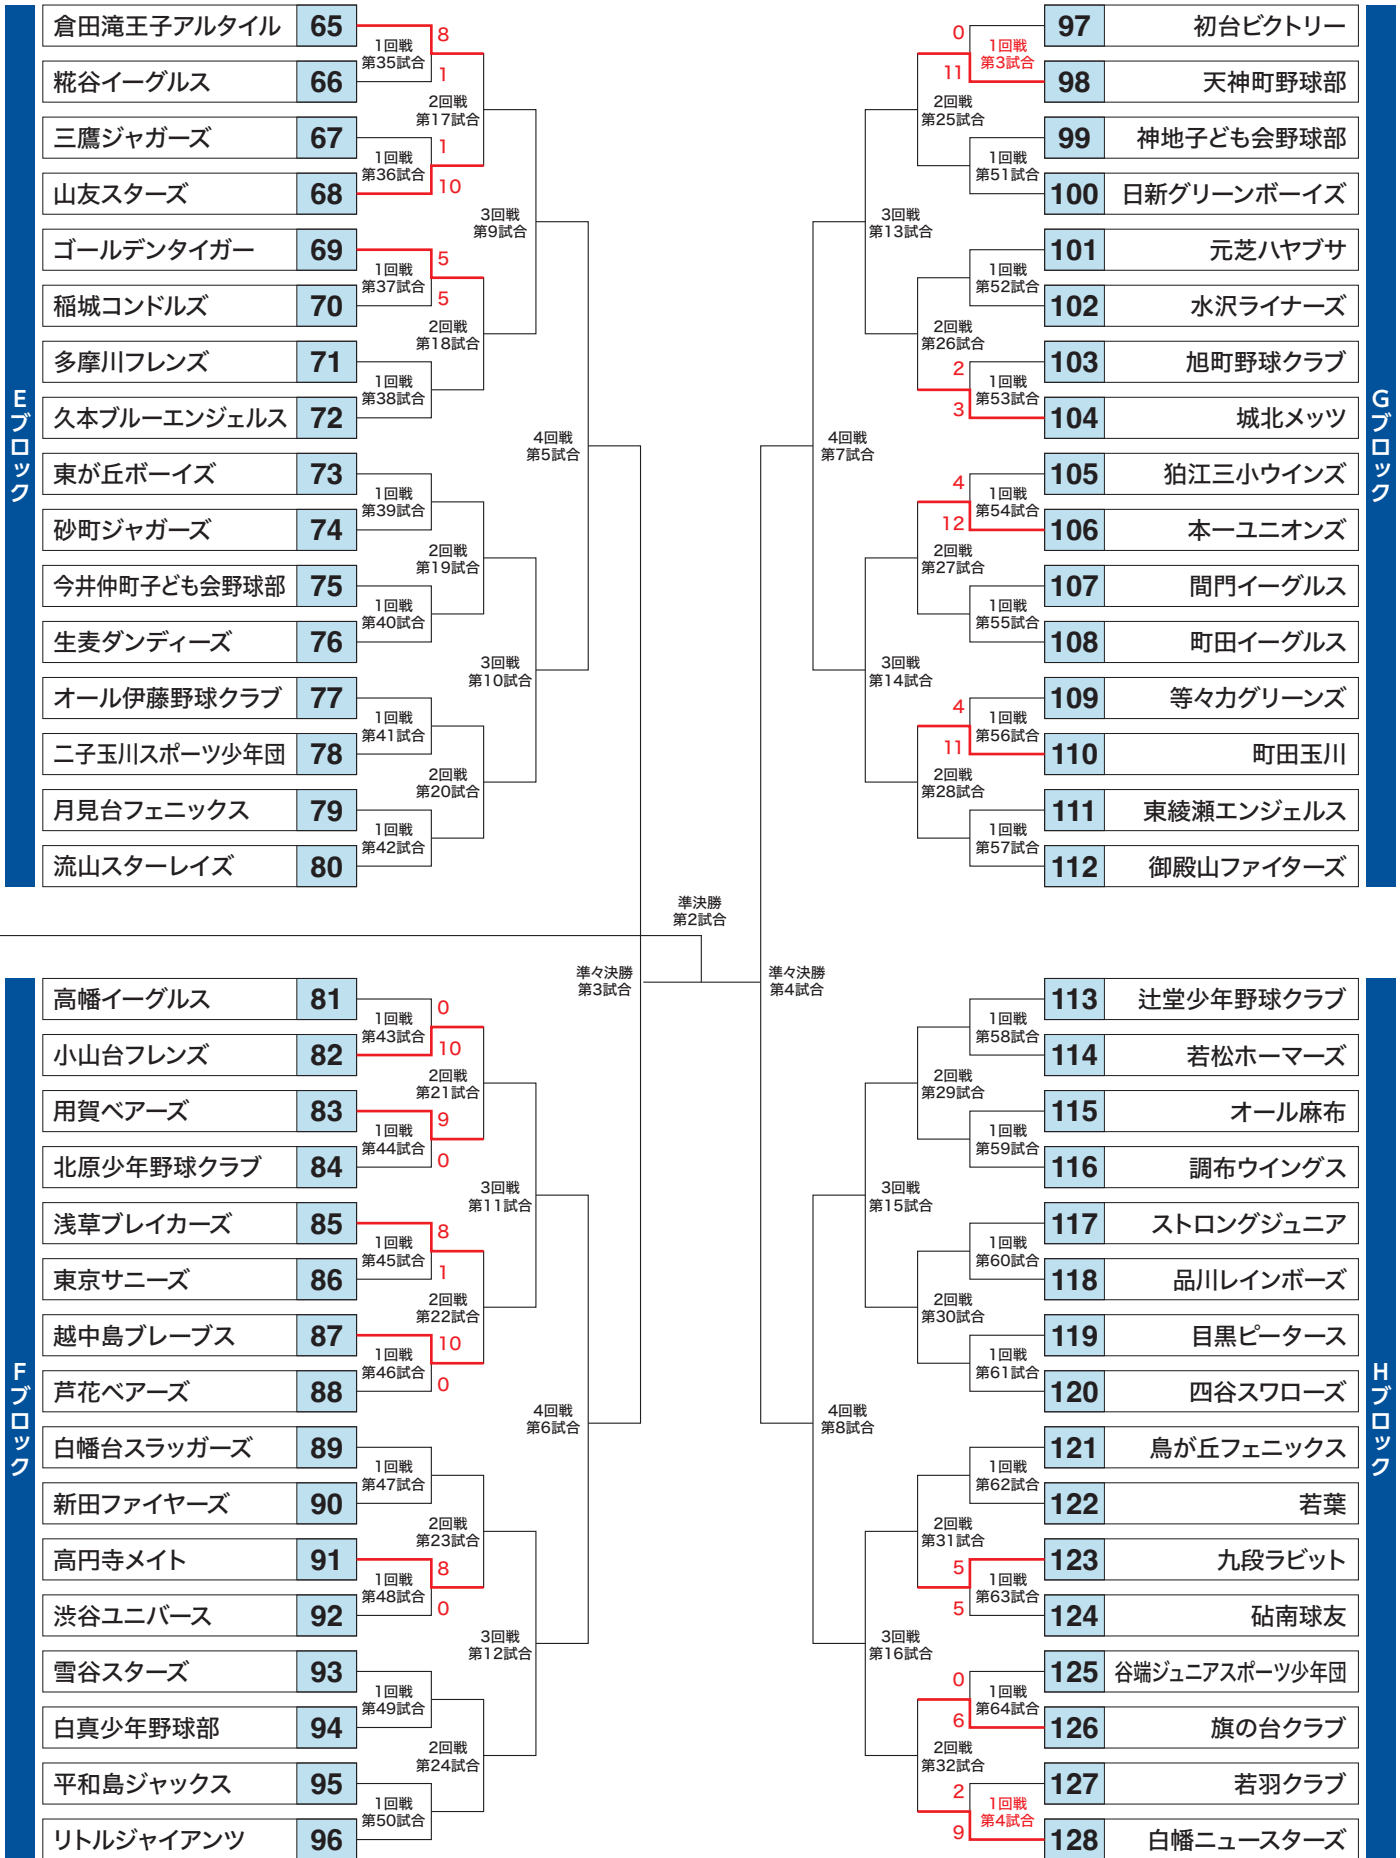 Eブロック
倉田滝王子アルタイル 65
糀谷イーグルス 66
三鷹ジャガーズ 67
山友スターズ 68
ゴールデンタイガー 69
稲城コンドルズ 70
多摩川フレンズ 71
久本ブルーエンジェルス 72
東が丘ボーイズ 73
砂町ジャガーズ 74
今井仲町子ども会野球部 75
生麦ダンディーズ 76
オール伊藤野球クラブ 77
二子玉川スポーツ少年団 78
月見台フェニックス 79
流山スターレイズ 80
1回戦
第35試合
8
1
1回戦
第36試合
1
10
1回戦
第37試合
5
5
1回戦
第38試合
1回戦
第39試合
1回戦
第40試合
1回戦
第41試合
1回戦
第42試合
2回戦
第17試合
2回戦
第18試合
2回戦
第19試合
2回戦
第20試合
3回戦
第9試合
3回戦
第10試合
4回戦
第5試合
Gブロック
97 初台ビクトリー
98 天神町野球部
99 神地子ども会野球部
100 日新グリーンボーイズ
101 元芝ハヤブサ
102 水沢ライナーズ
103 旭町野球クラブ
104 城北メッツ
105 狛江三小ウインズ
106 本一ユニオンズ
107 間門イーグルス
108 町田イーグルス
109 等々力グリーンズ
110 町田玉川
111 東綾瀬エンジェルス
112 御殿山ファイターズ
1回戦
第3試合
0
11
1回戦
第51試合
1回戦
第52試合
1回戦
第53試合
2
3
1回戦
第54試合
4
12
1回戦
第55試合
1回戦
第56試合
4
11
1回戦
第57試合
2回戦
第25試合
2回戦
第26試合
2回戦
第27試合
2回戦
第28試合
3回戦
第13試合
3回戦
第14試合
4回戦
第7試合
準決勝
第2試合
準々決勝
第3試合
準々決勝
第4試合
Fブロック
高幡イーグルス 81
小山台フレンズ 82
用賀ベアーズ 83
北原少年野球クラブ 84
浅草ブレイカーズ 85
東京サニーズ 86
越中島ブレーブス 87
芦花ベアーズ 88
白幡台スラッガーズ 89
新田ファイヤーズ 90
高円寺メイト 91
渋谷ユニバース 92
雪谷スターズ 93
白真少年野球部 94
平和島ジャックス 95
リトルジャイアンツ 96
1回戦
第43試合
0
10
1回戦
第44試合
9
0
1回戦
第45試合
8
1
1回戦
第46試合
10
0
1回戦
第47試合
1回戦
第48試合
8
0
1回戦
第49試合
1回戦
第50試合
2回戦
第21試合
2回戦
第22試合
2回戦
第23試合
2回戦
第24試合
3回戦
第11試合
3回戦
第12試合
4回戦
第6試合
Hブロック
113 辻堂少年野球クラブ
114 若松ホーマーズ
115 オール麻布
116 調布ウイングス
117 ストロングジュニア
118 品川レインボーズ
119 目黒ピータース
120 四谷スワローズ
121 鳥が丘フェニックス
122 若葉
123 九段ラビット
124 砧南球友
125 谷端ジュニアスポーツ少年団
126 旗の台クラブ
127 若羽クラブ
128 白幡ニュースターズ
1回戦
第58試合
1回戦
第59試合
1回戦
第60試合
1回戦
第61試合
1回戦
第62試合
1回戦
第63試合
5
5
1回戦
第64試合
0
6
1回戦
第4試合
2
9
2回戦
第29試合
2回戦
第30試合
2回戦
第31試合
2回戦
第32試合
3回戦
第15試合
3回戦
第16試合
4回戦
第8試合